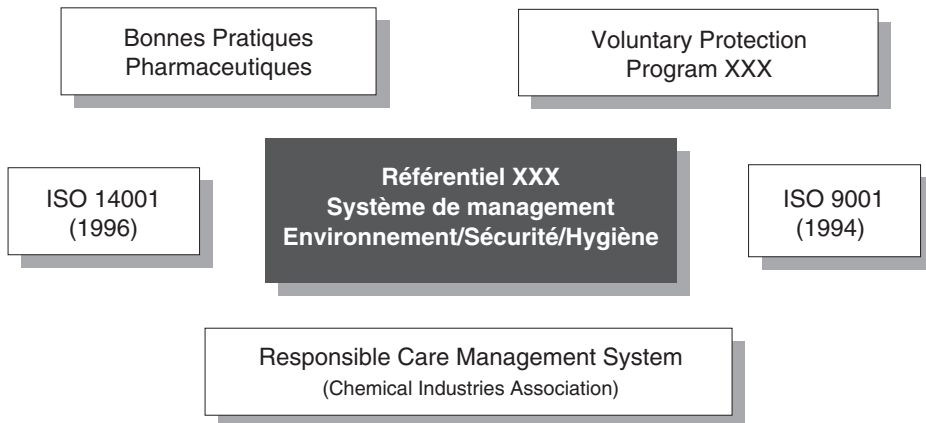 Bonnes Pratiques
Pharmaceutiques
Voluntary Protection
Program XXX
ISO 14001
(1996)
Référentiel XXX
Système de management
Environnement/Sécurité/Hygiène
ISO 9001
(1994)
Responsible Care Management System
(Chemical Industries Association)